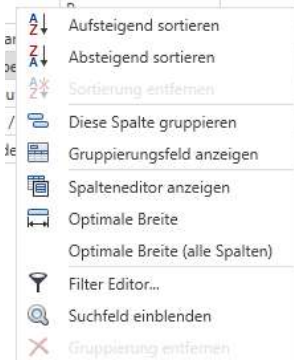 Aufsteigend sortieren
Absteigend sortieren
Sortierung entfernen
Diese Spalte gruppieren
Gruppierungsfeld anzeigen
Spalteneditor anzeigen
Optimale Breite
Optimale Breite (alle Spalten)
Filter Editor...
Suchfeld einblenden
Gruppierung entfernen